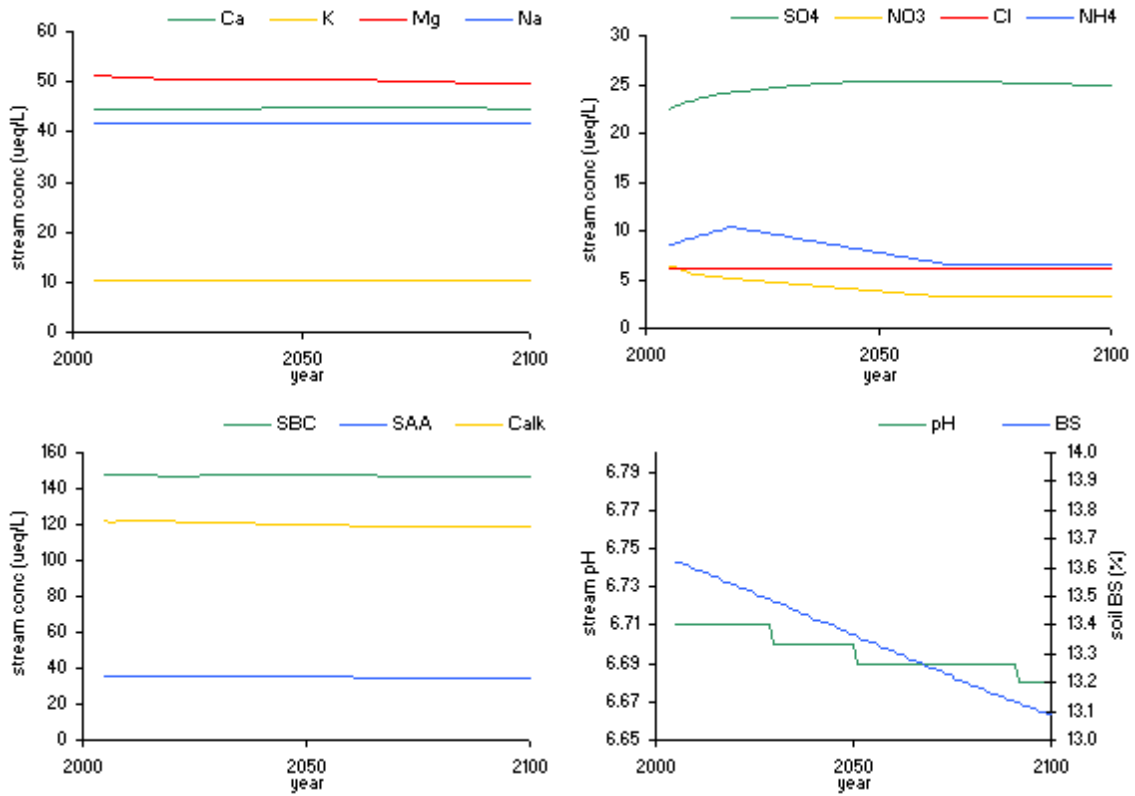 Ca K Mg Na
60
50
40
30
20
10
0
stream conc (ueq/L)
2000 2050 2100
year
SO4 NO3 Cl NH4
30
25
20
15
10
5
0
stream conc (ueq/L)
2000 2050 2100
year
SBC SAA Calk
160
140
120
100
80
60
40
20
0
stream conc (ueq/L)
2000 2050 2100
year
pH BS
6.79
6.77
6.75
6.73
6.71
6.69
6.67
6.65
stream pH
14.0
13.9
13.8
13.7
13.6
13.5
13.4
13.3
13.2
13.1
13.0
soil BS (%)
2000 2050 2100
year